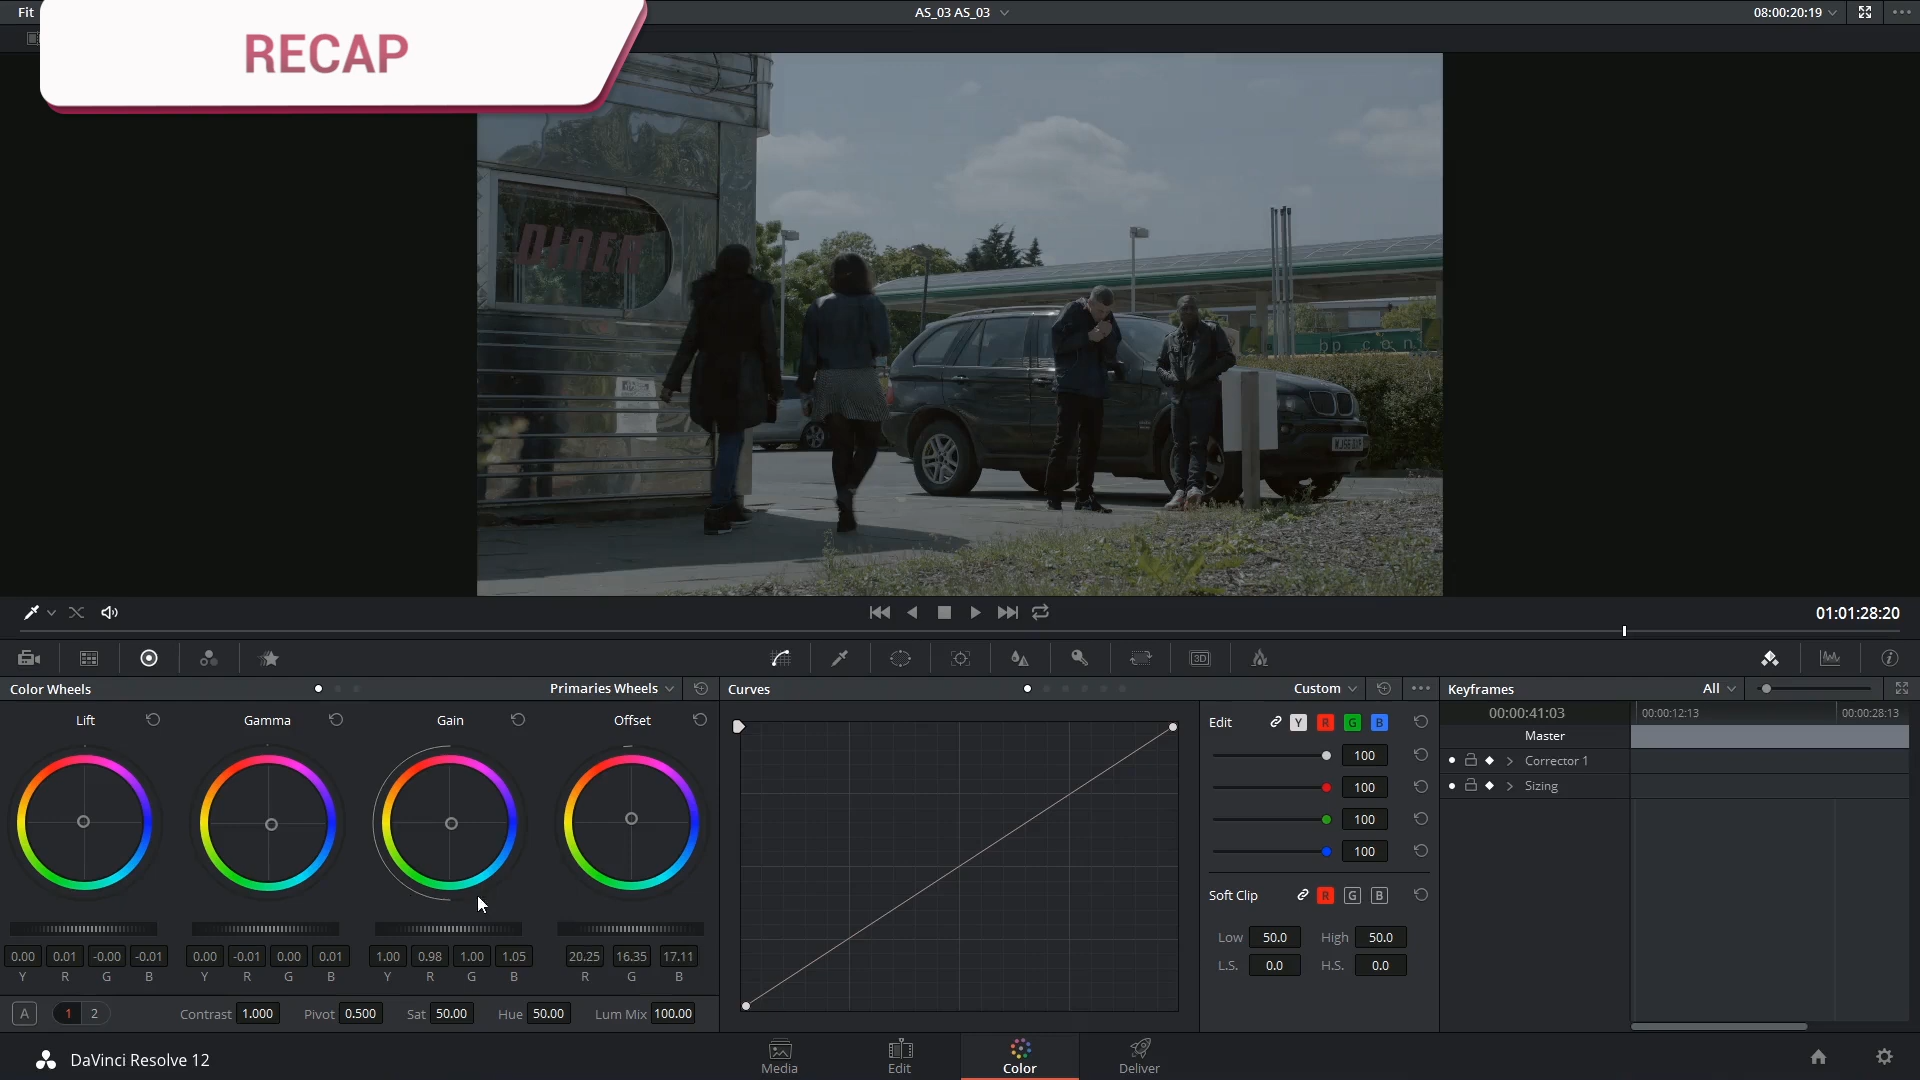 Fit
AS_03 AS_03
08:00:20:19
RECAP
DINER
bp con
01:01:28:20
Color Wheels
Primaries Wheels
Curves
Custom
Keyframes
All
Lift
Gamma
Gain
Offset
Edit
Y R G B
00:00:41:03
00:00:12:13
00:00:28:13
Master
100
Corrector 1
100
Sizing
100
100
Soft Clip
R G B
Low 50.0 High 50.0
L.S. 0.0 H.S. 0.0
0.00 0.01 -0.00 -0.01
0.00 -0.01 0.00 0.01
1.00 0.98 1.00 1.05
20.25 16.35 17.11
Y R G B
Y R G B
Y R G B
R G B
A
1 2
Contrast 1.000
Pivot 0.500
Sat 50.00
Hue 50.00
Lum Mix 100.00
3D
DaVinci Resolve 12
Media
Edit
Color
Deliver